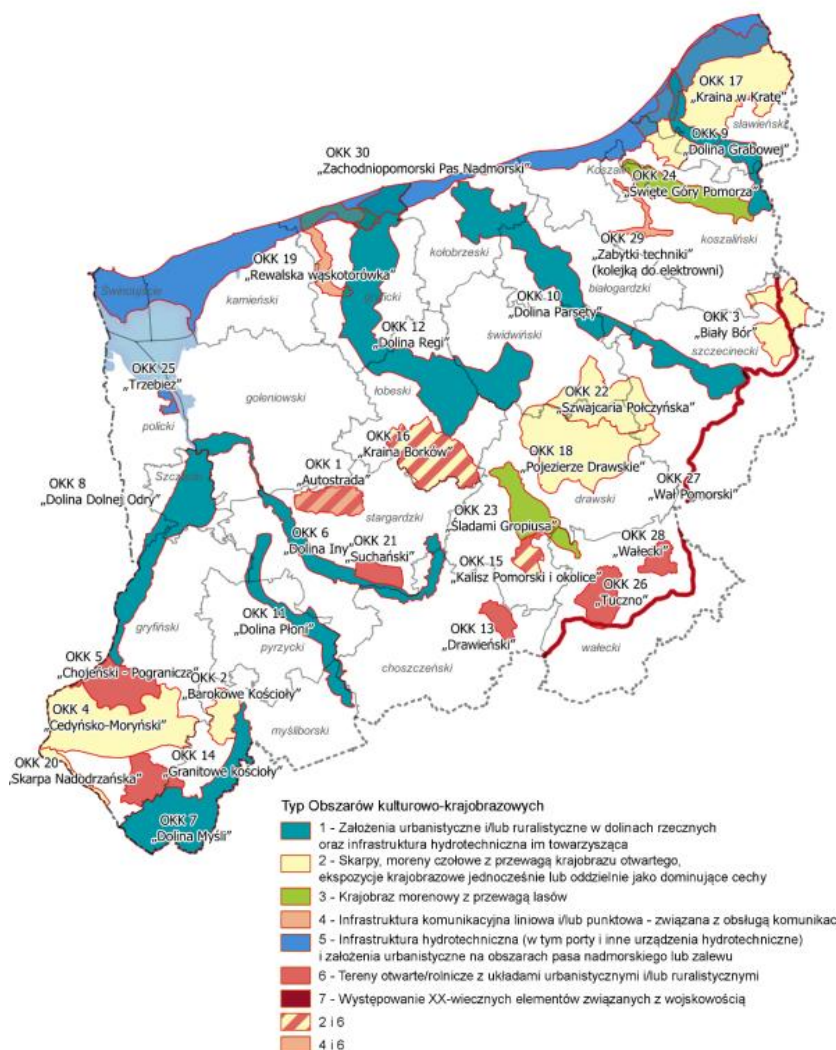 OKK 17
„Kraina w Kratę”
sławieński
OKK 9
„Dolina Grabowej”
OKK 30
„Zachodniopomorski Pas Nadmorski”
Koszalin
OKK 24
„Święte Góry Pomorza”
OKK 29
„Zabytki techniki”
(kolejką do elektrowni)
koszaliński
białogardzki
OKK 19
„Rewalska wąskotorówka”
kołobrzeski
Świnoujście
kamieński
gryficki
OKK 10
„Dolina Parsęty”
OKK 3
„Biały Bór”
szczecinecki
OKK 12
„Dolina Regi”
świdwiński
OKK 25
„Trzebież”
policki
goleniowski
łobeski
OKK 22
„Szwajcaria Połczyńska”
OKK 16
„Kraina Borków”
OKK 18
„Pojezierze Drawskie”
OKK 8
„Dolina Dolnej Odry”
OKK 1
„Autostrada”
stargardzki
drawski
OKK 27
„Wał Pomorski”
OKK 23
„Śladami Gropiusa”
OKK 6
„Dolina Iny”
OKK 21
„Suchański”
OKK 28
„Wałecki”
OKK 15
„Kalisz Pomorski i okolice”
OKK 26
„Tuczno”
OKK 11
„Dolina Płoni”
pyrzycki
gryfiński
OKK 13
„Drawieński”
wałecki
choszczeński
OKK 5
„Chojeński - Pogranicza”
OKK 2
„Barokowe Kościoły”
OKK 4
„Cedyńsko-Moryński”
myśliborski
OKK 20
„Skarpa Nadodrzańska”
OKK 14
„Granitowe kościoły”
OKK 7
„Dolina Myśli”
Typ Obszarów kulturowo-krajobrazowych
1 - Założenia urbanistyczne i/lub ruralistyczne w dolinach rzecznych
oraz infrastruktura hydrotechniczna im towarzysząca
2 - Skarpy, moreny czołowe z przewagą krajobrazu otwartego,
ekspozycje krajobrazowe jednocześnie lub oddzielnie jako dominujące cechy
3 - Krajobraz morenowy z przewagą lasów
4 - Infrastruktura komunikacyjna liniowa i/lub punktowa - związana z obsługą komunikac
5 - Infrastruktura hydrotechniczna (w tym porty i inne urządzenia hydrotechniczne)
i założenia urbanistyczne na obszarach pasa nadmorskiego lub zalewu
6 - Tereny otwarte/rolnicze z układami urbanistycznymi i/lub ruralistycznymi
7 - Występowanie XX-wiecznych elementów związanych z wojskowością
2 i 6
4 i 6